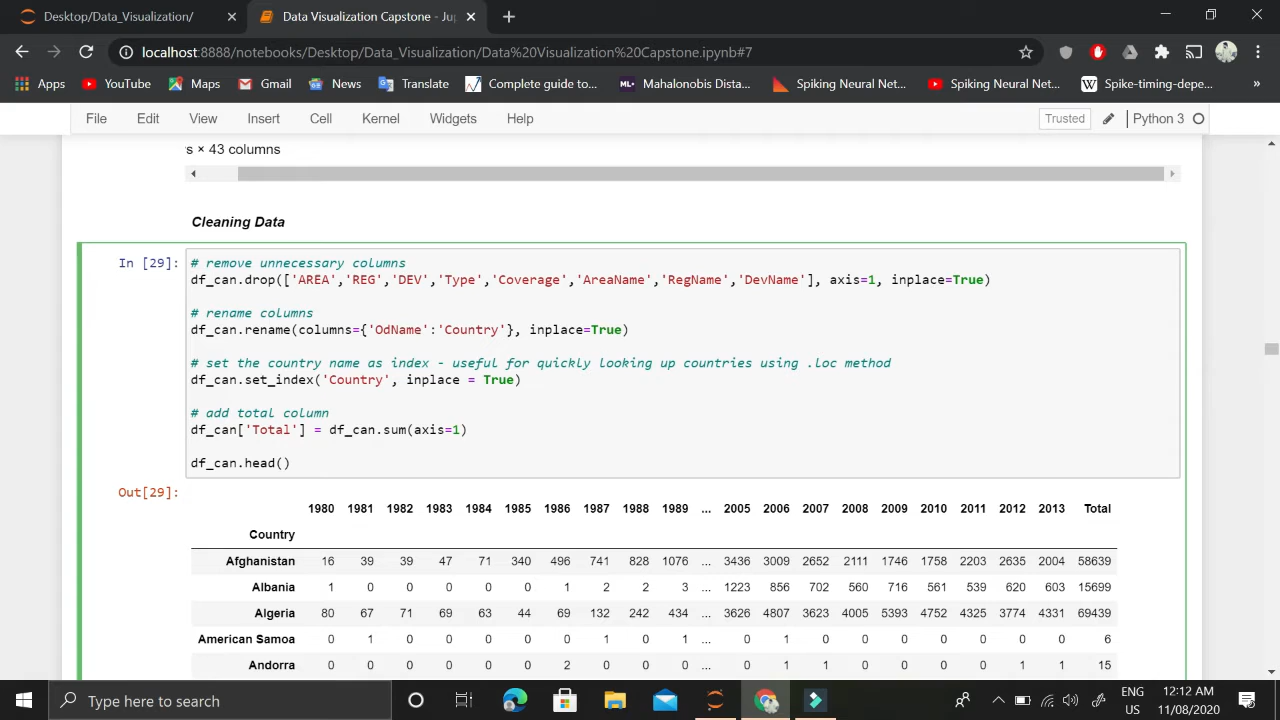 Desktop/Data_Visualization/
Data Visualization Capstone - Jup
localhost:8888/notebooks/Desktop/Data_Visualization/Data%20Visualization%20Capstone.ipynb#7
Apps YouTube Maps Gmail News Translate Complete guide to... ML+ Mahalonobis Dista... Spiking Neural Net... Spiking Neural Net... W Spike-timing-depe... »
File Edit View Insert Cell Kernel Widgets Help Trusted Python 3
s × 43 columns
Cleaning Data
In [29]: # remove unnecessary columns
df_can.drop(['AREA','REG','DEV','Type','Coverage','AreaName','RegName','DevName'], axis=1, inplace=True)
# rename columns
df_can.rename(columns={'OdName':'Country'}, inplace=True)
# set the country name as index - useful for quickly looking up countries using .loc method
df_can.set_index('Country', inplace = True)
# add total column
df_can['Total'] = df_can.sum(axis=1)
df_can.head()
Out[29]:
1980 1981 1982 1983 1984 1985 1986 1987 1988 1989 ... 2005 2006 2007 2008 2009 2010 2011 2012 2013 Total
Country
Afghanistan 16 39 39 47 71 340 496 741 828 1076 ... 3436 3009 2652 2111 1746 1758 2203 2635 2004 58639
Albania 1 0 0 0 0 0 1 2 2 3 ... 1223 856 702 560 716 561 539 620 603 15699
Algeria 80 67 71 69 63 44 69 132 242 434 ... 3626 4807 3623 4005 5393 4752 4325 3774 4331 69439
American Samoa 0 1 0 0 0 0 0 1 0 1 ... 0 1 0 0 0 0 0 0 0 6
Andorra 0 0 0 0 0 0 2 0 0 0 ... 0 1 1 0 0 0 0 1 1 15
Type here to search
ENG
US
12:12 AM
11/08/2020